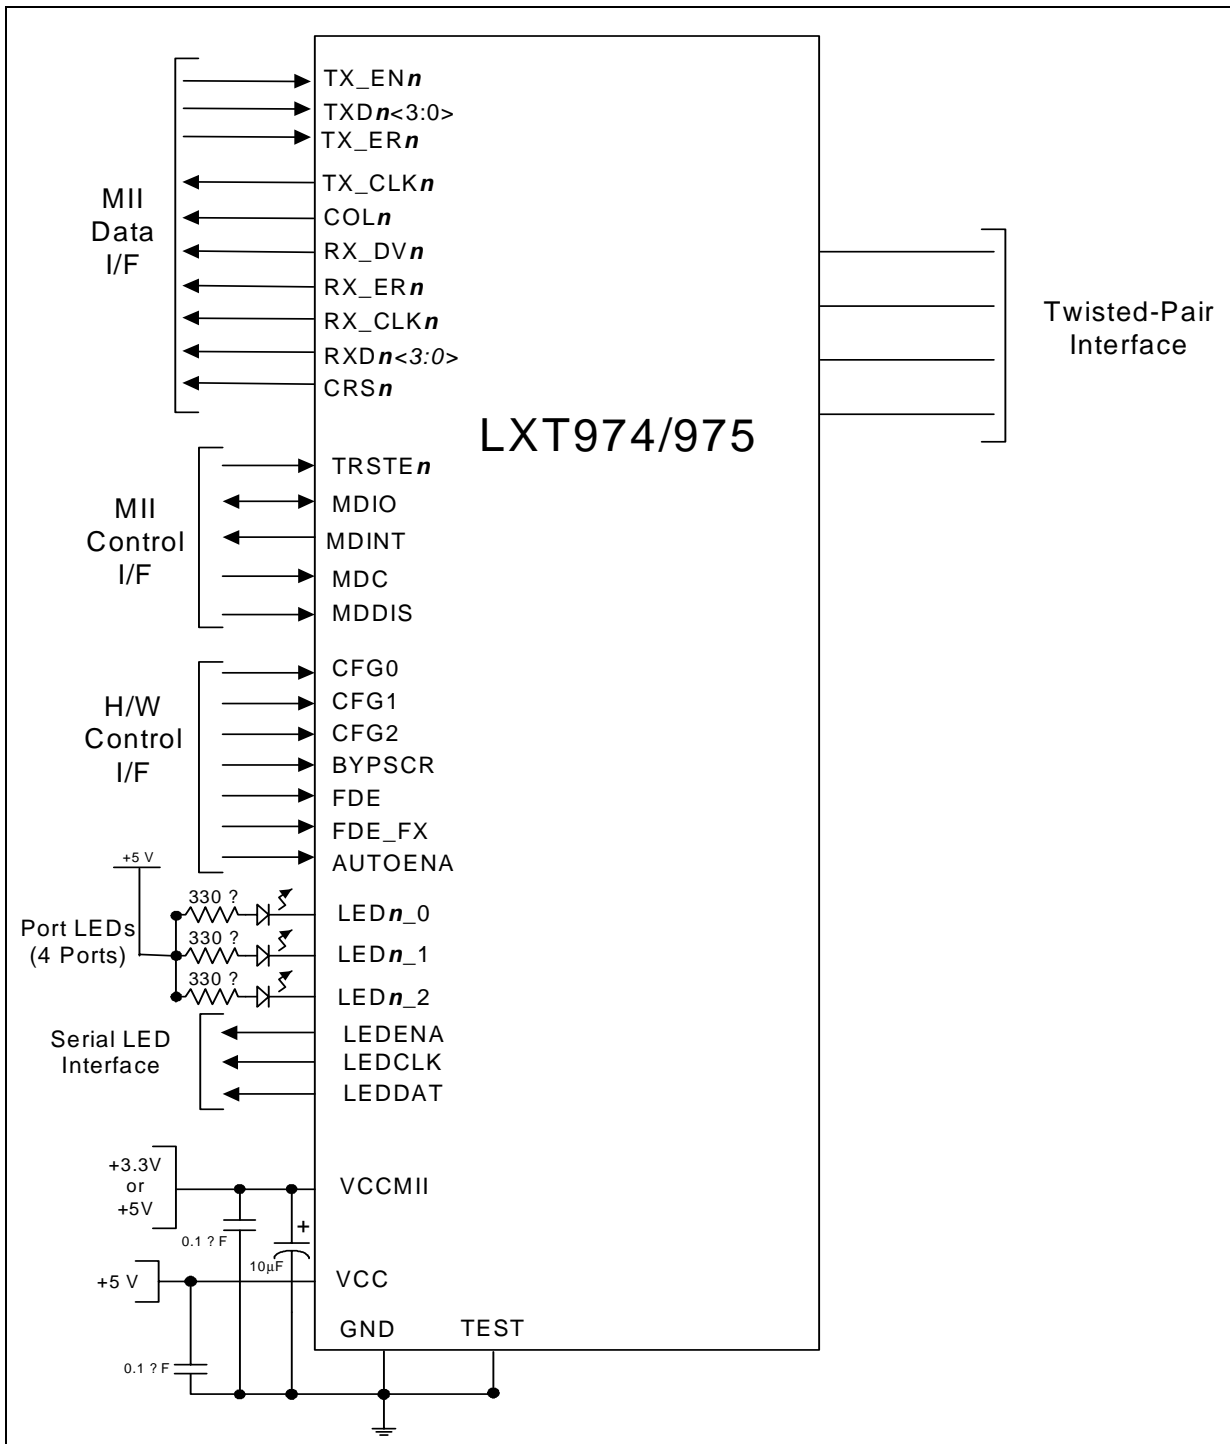 MII
Data
I/F
TX_ENn
TXDn<3:0>
TX_ERn
TX_CLKn
COLn
RX_DVn
RX_ERn
RX_CLKn
RXDn<3:0>
CRSn
LXT974/975
Twisted-Pair
Interface
MII
Control
I/F
TRSTEn
MDIO
MDINT
MDC
MDDIS
H/W
Control
I/F
CFG0
CFG1
CFG2
BYPSCR
FDE
FDE_FX
AUTOENA
+5 V
Port LEDs
(4 Ports)
330 ?
LEDn_0
330 ?
LEDn_1
330 ?
LEDn_2
Serial LED
Interface
LEDENA
LEDCLK
LEDDAT
+3.3V
or
+5V
VCCMII
0.1 ? F
+
10µF
+5 V
VCC
0.1 ? F
GND
TEST